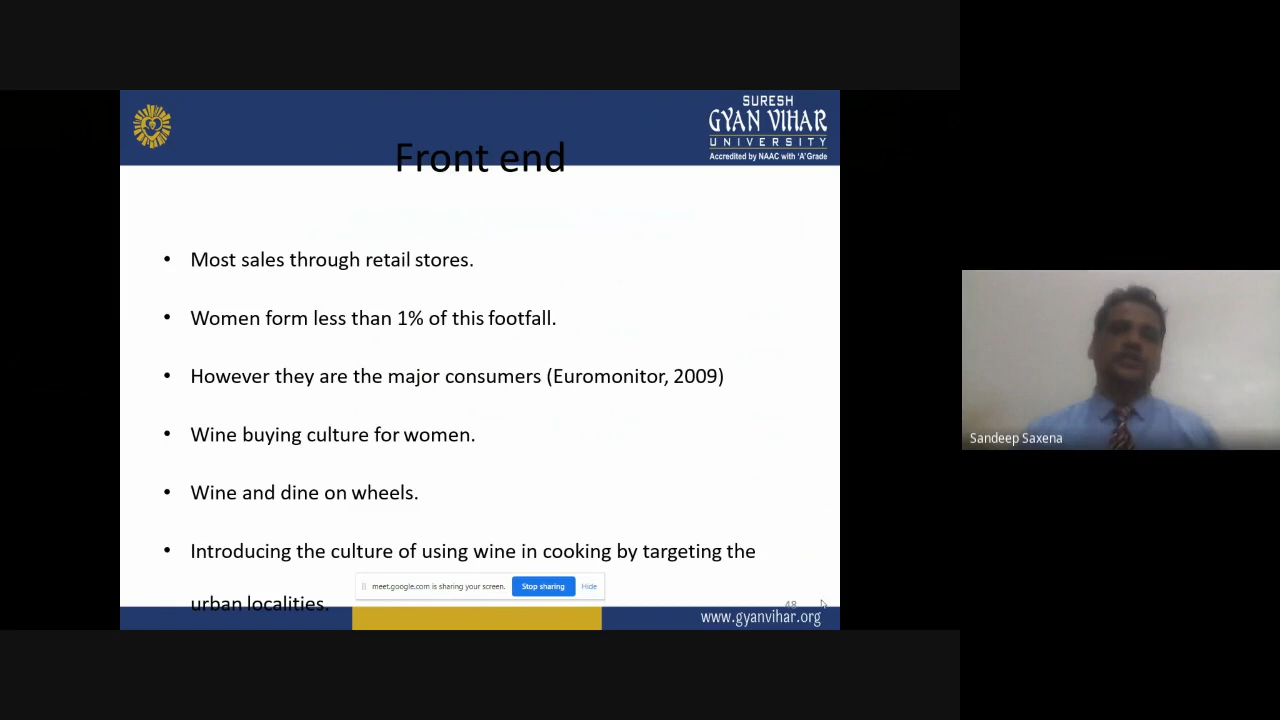 SURESH
GYAN VIHAR
UNIVERSITY
Accredited by NAAC with 'A' Grade
Front end
• Most sales through retail stores.
• Women form less than 1% of this footfall.
• However they are the major consumers (Euromonitor, 2009)
• Wine buying culture for women.
• Wine and dine on wheels.
• Introducing the culture of using wine in cooking by targeting the
urban localities.
meet.google.com is sharing your screen. Stop sharing Hide
48
www.gyanvihar.org
Sandeep Saxena